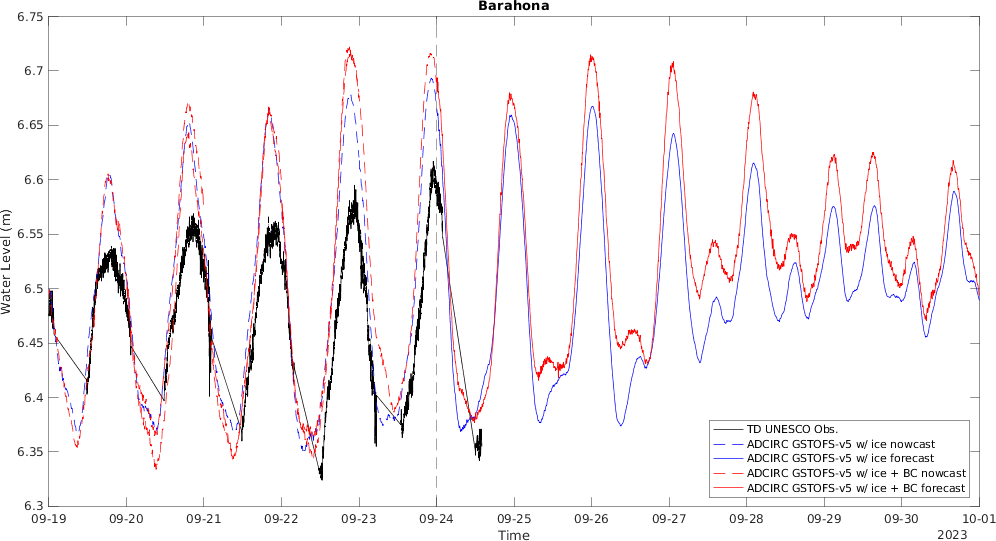 Barahona
6.75
6.7
6.65
6.6
6.55
6.5
6.45
6.4
6.35
6.3
Water Level (m)
TD UNESCO Obs.
ADCIRC GSTOFS-v5 w/ ice nowcast
ADCIRC GSTOFS-v5 w/ ice forecast
ADCIRC GSTOFS-v5 w/ ice + BC nowcast
ADCIRC GSTOFS-v5 w/ ice + BC forecast
09-19 09-20 09-21 09-22 09-23 09-24 09-25 09-26 09-27 09-28 09-29 09-30 10-01
Time
2023